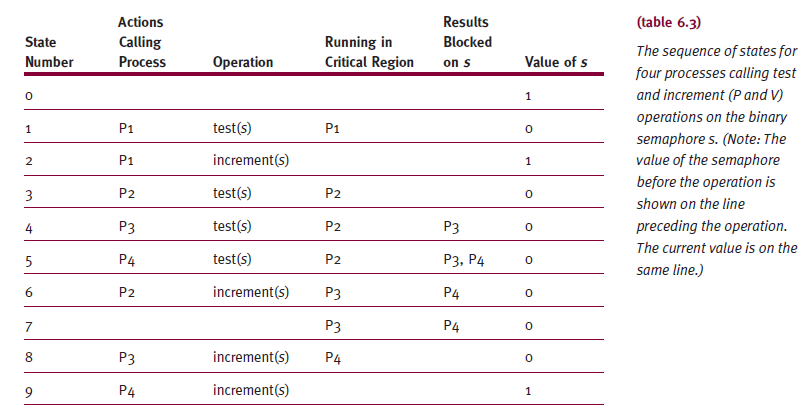 Actions Results
State Calling Running in Blocked
Number Process Operation Critical Region on s Value of s
0 1
1 P1 test(s) P1 0
2 P1 increment(s) 1
3 P2 test(s) P2 0
4 P3 test(s) P2 P3 0
5 P4 test(s) P2 P3, P4 0
6 P2 increment(s) P3 P4 0
7 P3 P4 0
8 P3 increment(s) P4 0
9 P4 increment(s) 1
(table 6.3)
The sequence of states for
four processes calling test
and increment (P and V)
operations on the binary
semaphore s. (Note: The
value of the semaphore
before the operation is
shown on the line
preceding the operation.
The current value is on the
same line.)